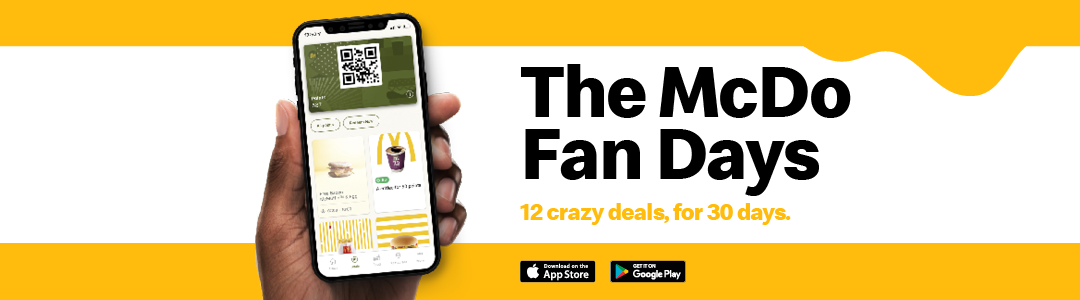 The McDo
Fan Days
12 crazy deals, for 30 days.
Download on the
App Store
GET IT ON
Google Play